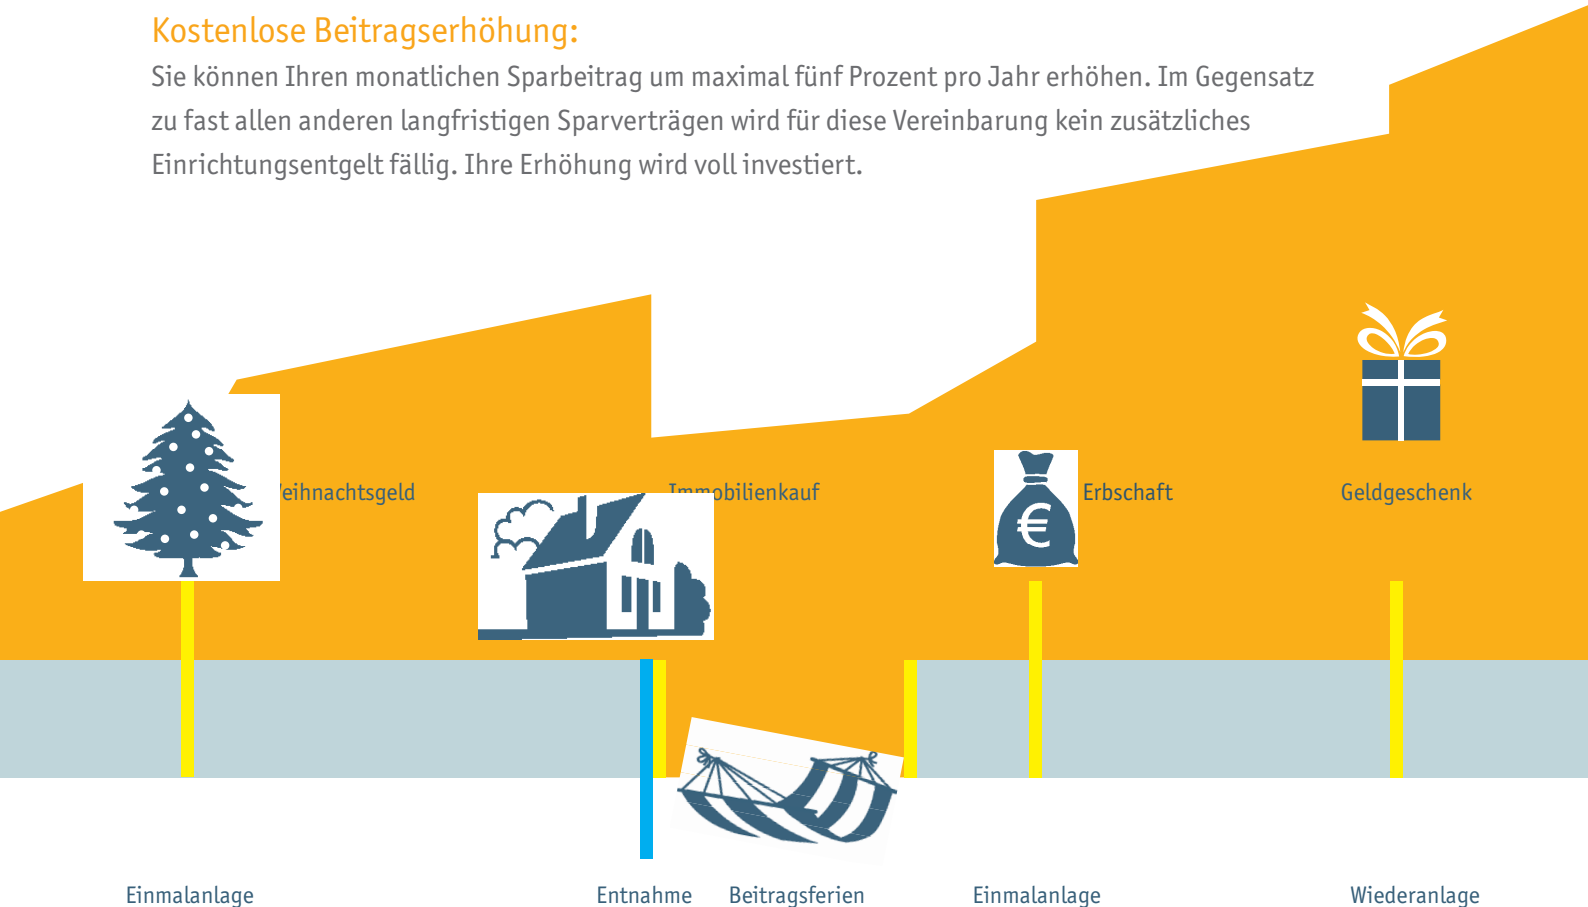 Kostenlose Beitragserhöhung:
Sie können Ihren monatlichen Sparbeitrag um maximal fünf Prozent pro Jahr erhöhen. Im Gegensatz
zu fast allen anderen langfristigen Sparverträgen wird für diese Vereinbarung kein zusätzliches
Einrichtungsentgelt fällig. Ihre Erhöhung wird voll investiert.
Weihnachtsgeld Immobilienkauf Erbschaft Geldgeschenk
€
Einmalanlage Entnahme Beitragsferien Einmalanlage Wiederanlage